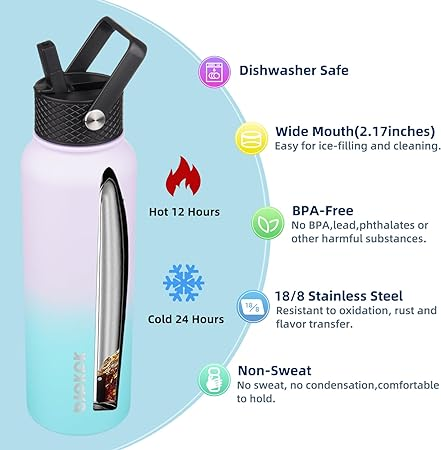 Dishwasher Safe
Wide Mouth(2.17inches)
Easy for ice-filling and cleaning.
Hot 12 Hours
BPA-Free
No BPA,lead,phthalates or
other harmful substances.
Cold 24 Hours
18/8
18/8 Stainless Steel
Resistant to oxidation, rust and
flavor transfer.
Non-Sweat
No sweat, no condensation,comfortable
to hold.